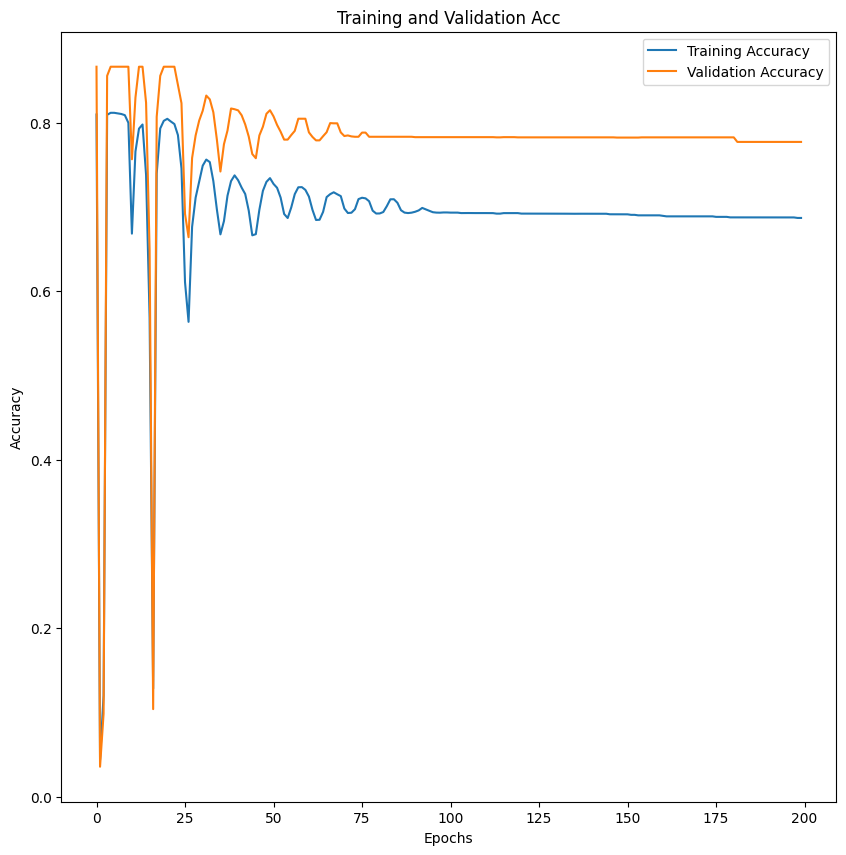 Training and Validation Acc
Training Accuracy
Validation Accuracy
0.8
0.6
0.4
0.2
0.0
Accuracy
0 25 50 75 100 125 150 175 200
Epochs